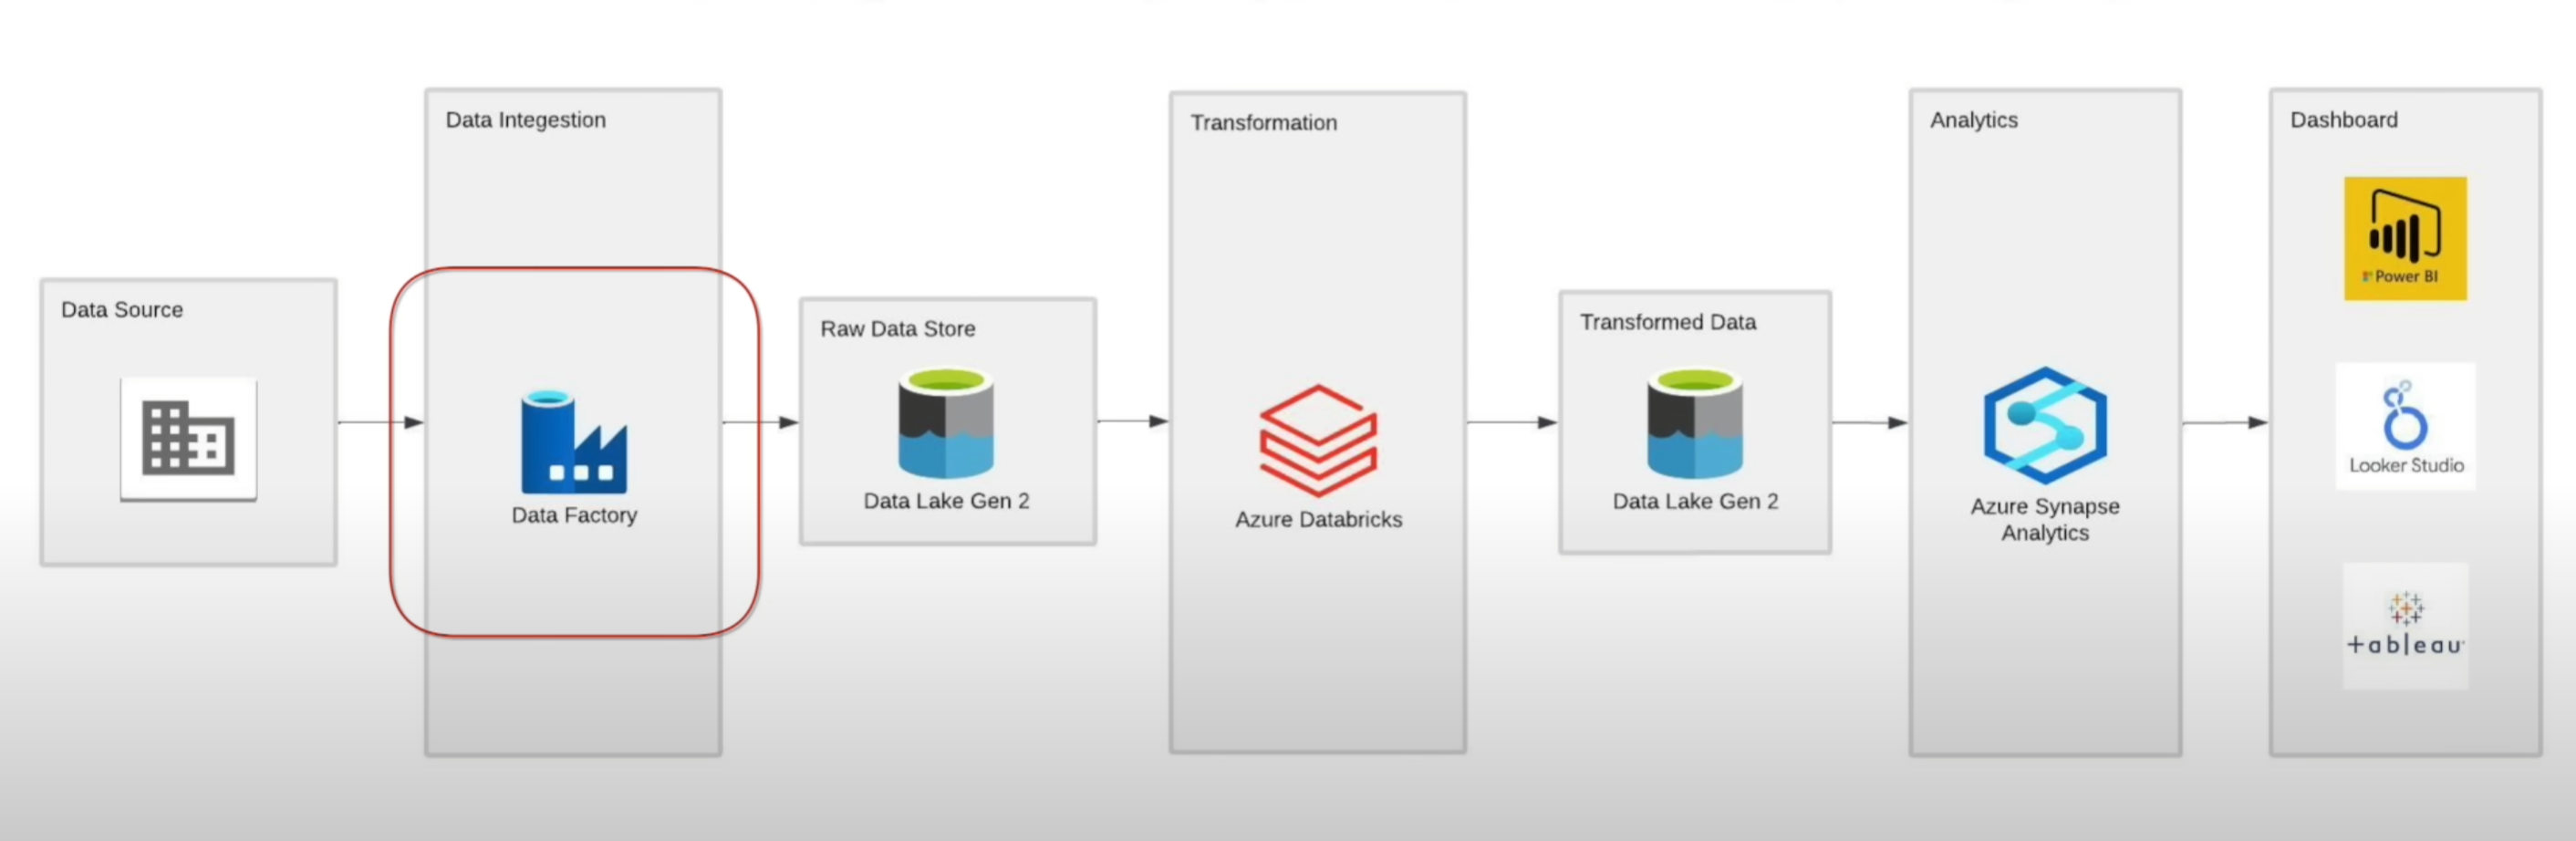 Data Source
Data Integestion
Data Factory
Raw Data Store
Data Lake Gen 2
Transformation
Azure Databricks
Transformed Data
Data Lake Gen 2
Analytics
Azure Synapse
Analytics
Dashboard
Power BI
Looker Studio
+ableau